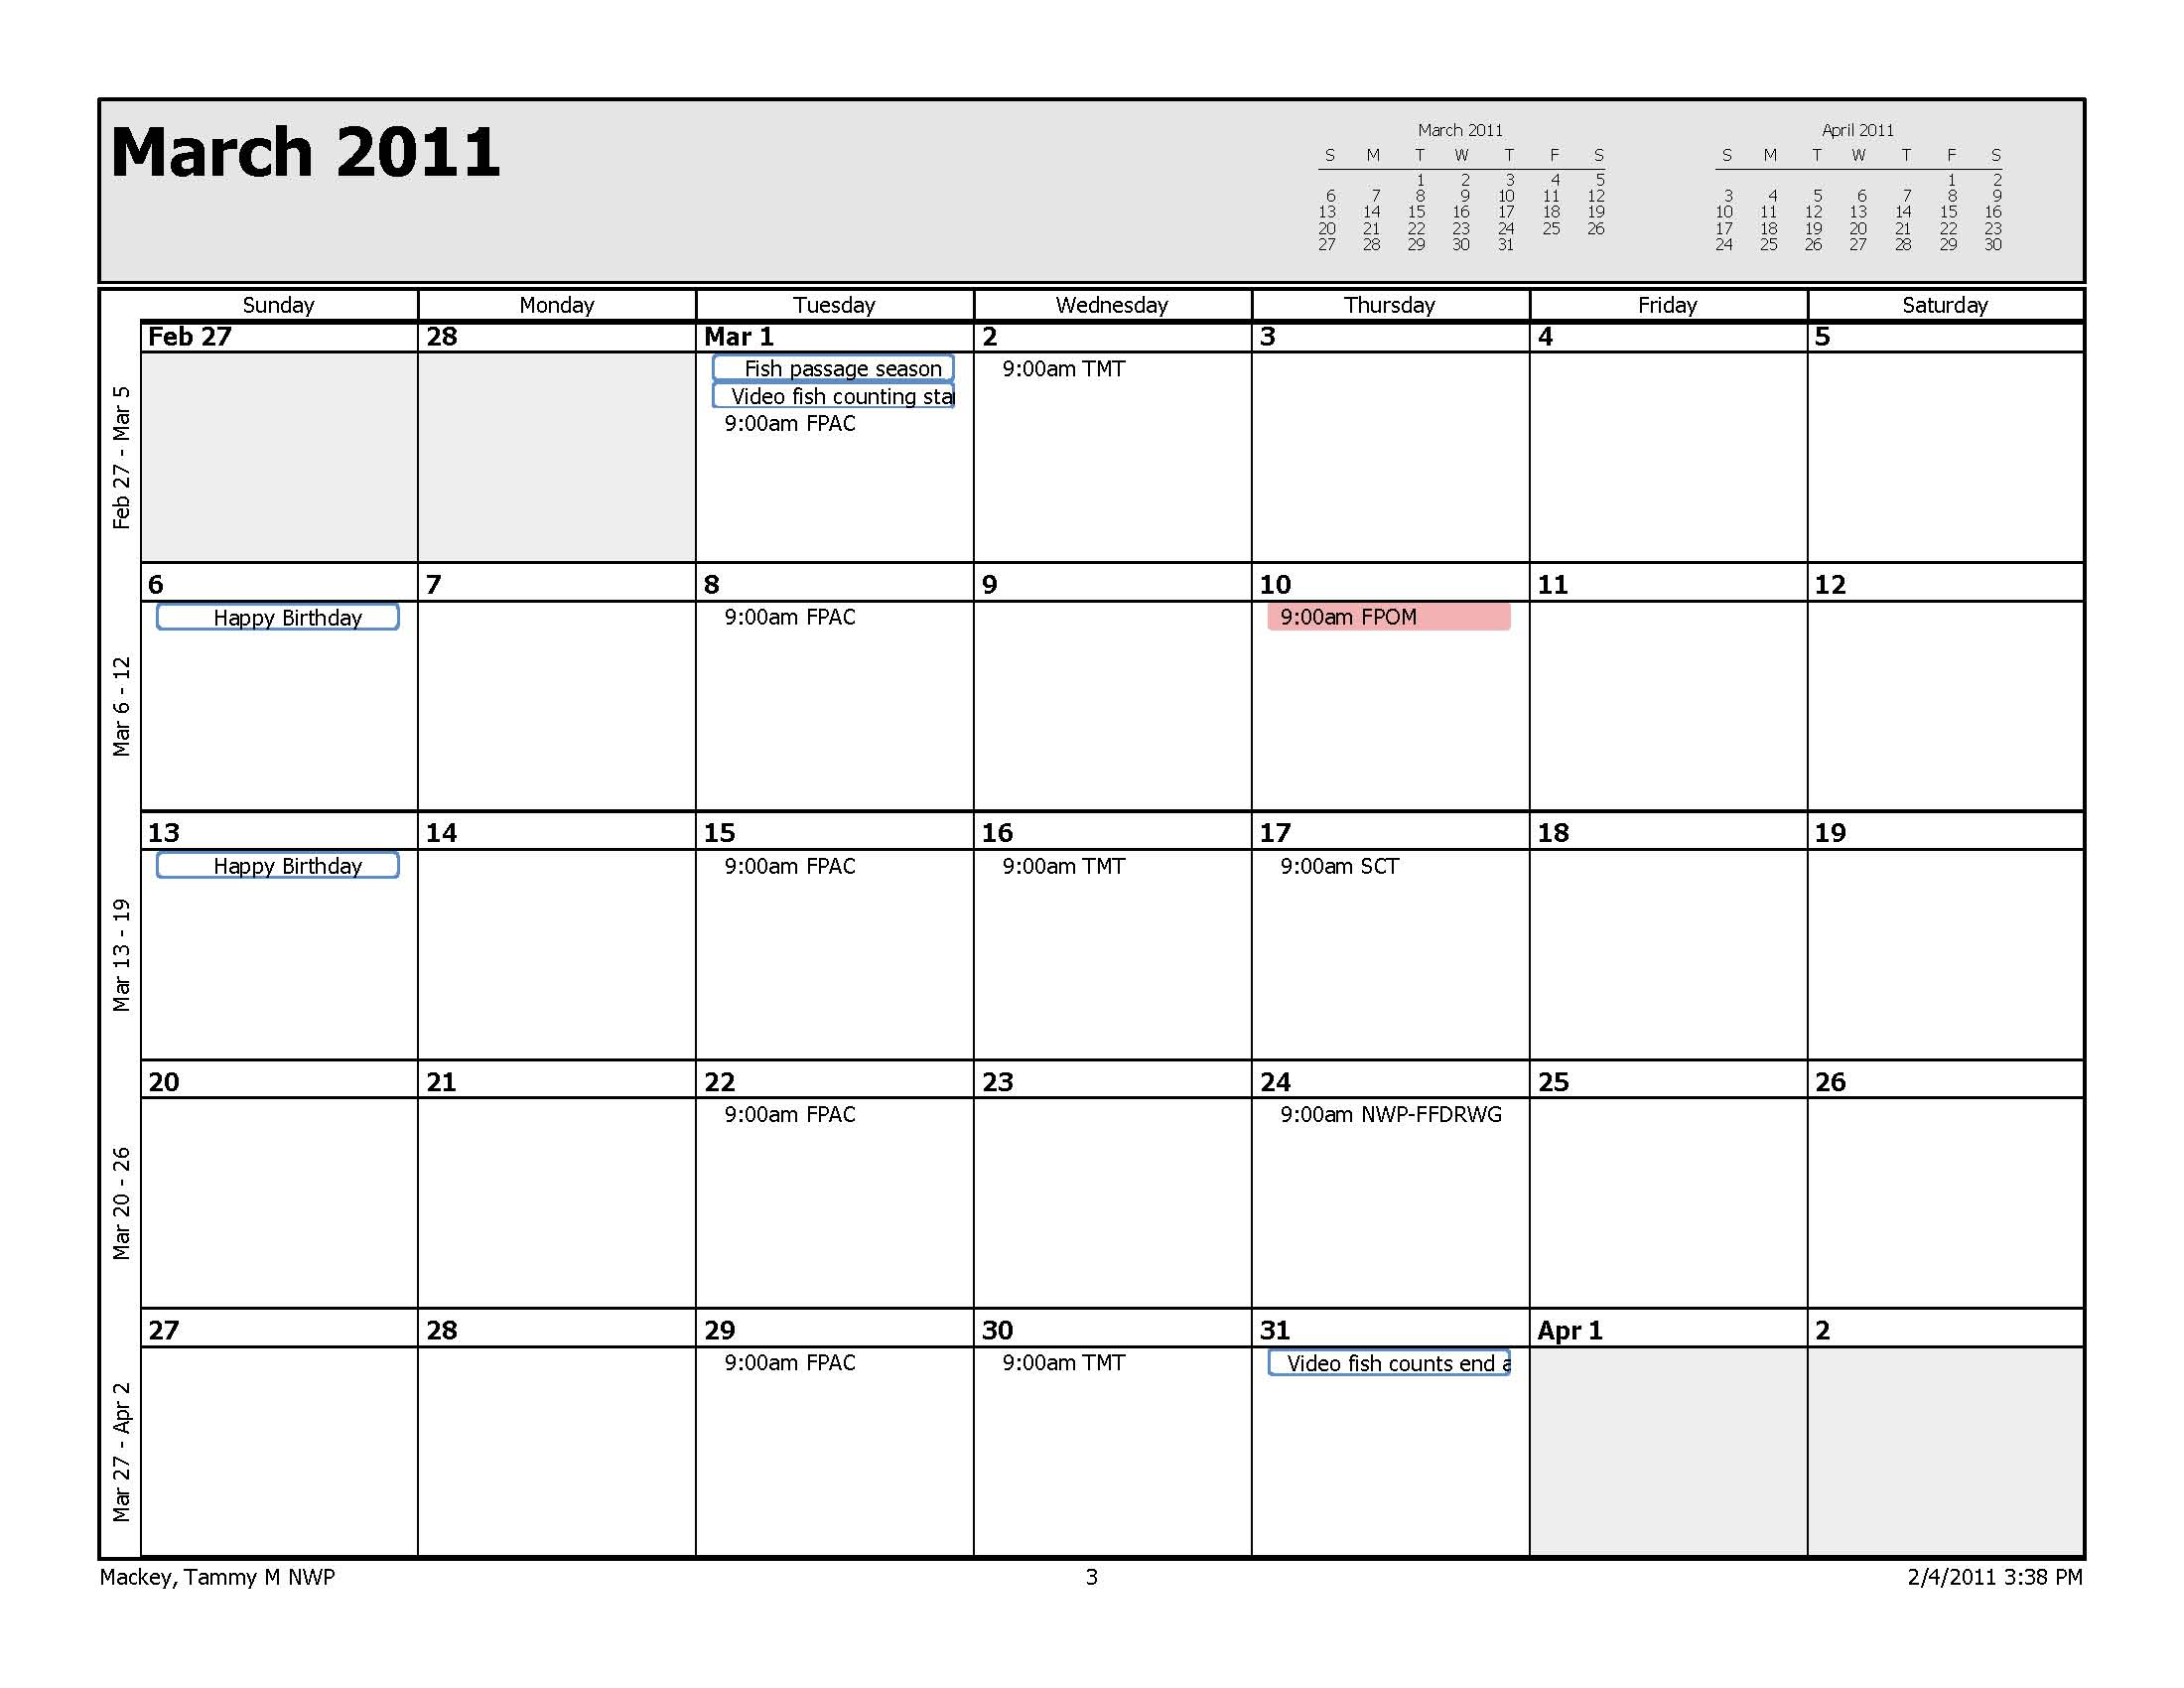 March 2011
March 2011
S M T W T F S
1 2 3 4 5
6 7 8 9 10 11 12
13 14 15 16 17 18 19
20 21 22 23 24 25 26
27 28 29 30 31
April 2011
S M T W T F S
1 2
3 4 5 6 7 8 9
10 11 12 13 14 15 16
17 18 19 20 21 22 23
24 25 26 27 28 29 30
Sunday Monday Tuesday Wednesday Thursday Friday Saturday
Feb 27 - Mar 5
Feb 27 28 Mar 1 2 3 4 5
Fish passage season
Video fish counting sta
9:00am FPAC
9:00am TMT
Mar 6 - 12
6 7 8 9 10 11 12
Happy Birthday
9:00am FPAC
9:00am FPOM
Mar 13 - 19
13 14 15 16 17 18 19
Happy Birthday
9:00am FPAC
9:00am TMT
9:00am SCT
Mar 20 - 26
20 21 22 23 24 25 26
9:00am FPAC
9:00am NWP-FFDRWG
Mar 27 - Apr 2
27 28 29 30 31 Apr 1 2
9:00am FPAC
9:00am TMT
Video fish counts end a
Mackey, Tammy M NWP 3 2/4/2011 3:38 PM